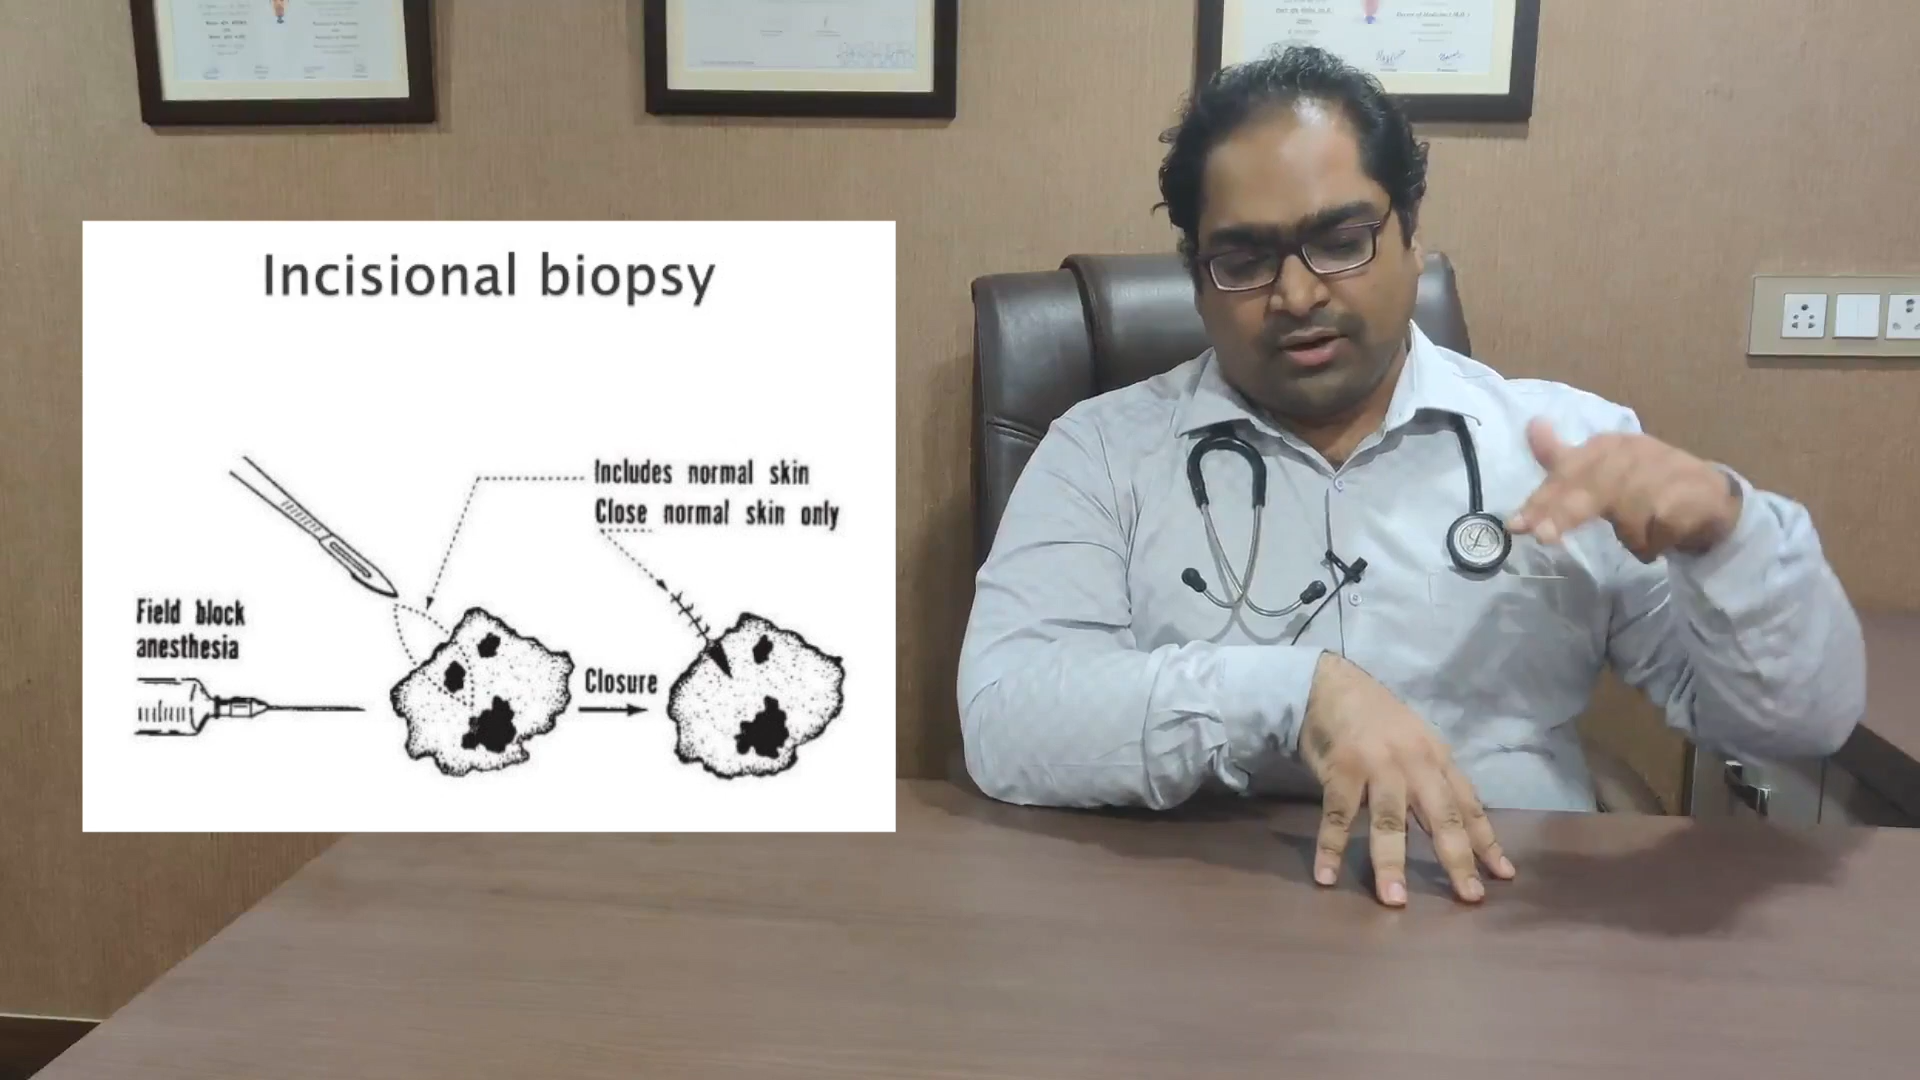 Incisional biopsy
Includes normal skin
Close normal skin only
Field block
anesthesia
Closure